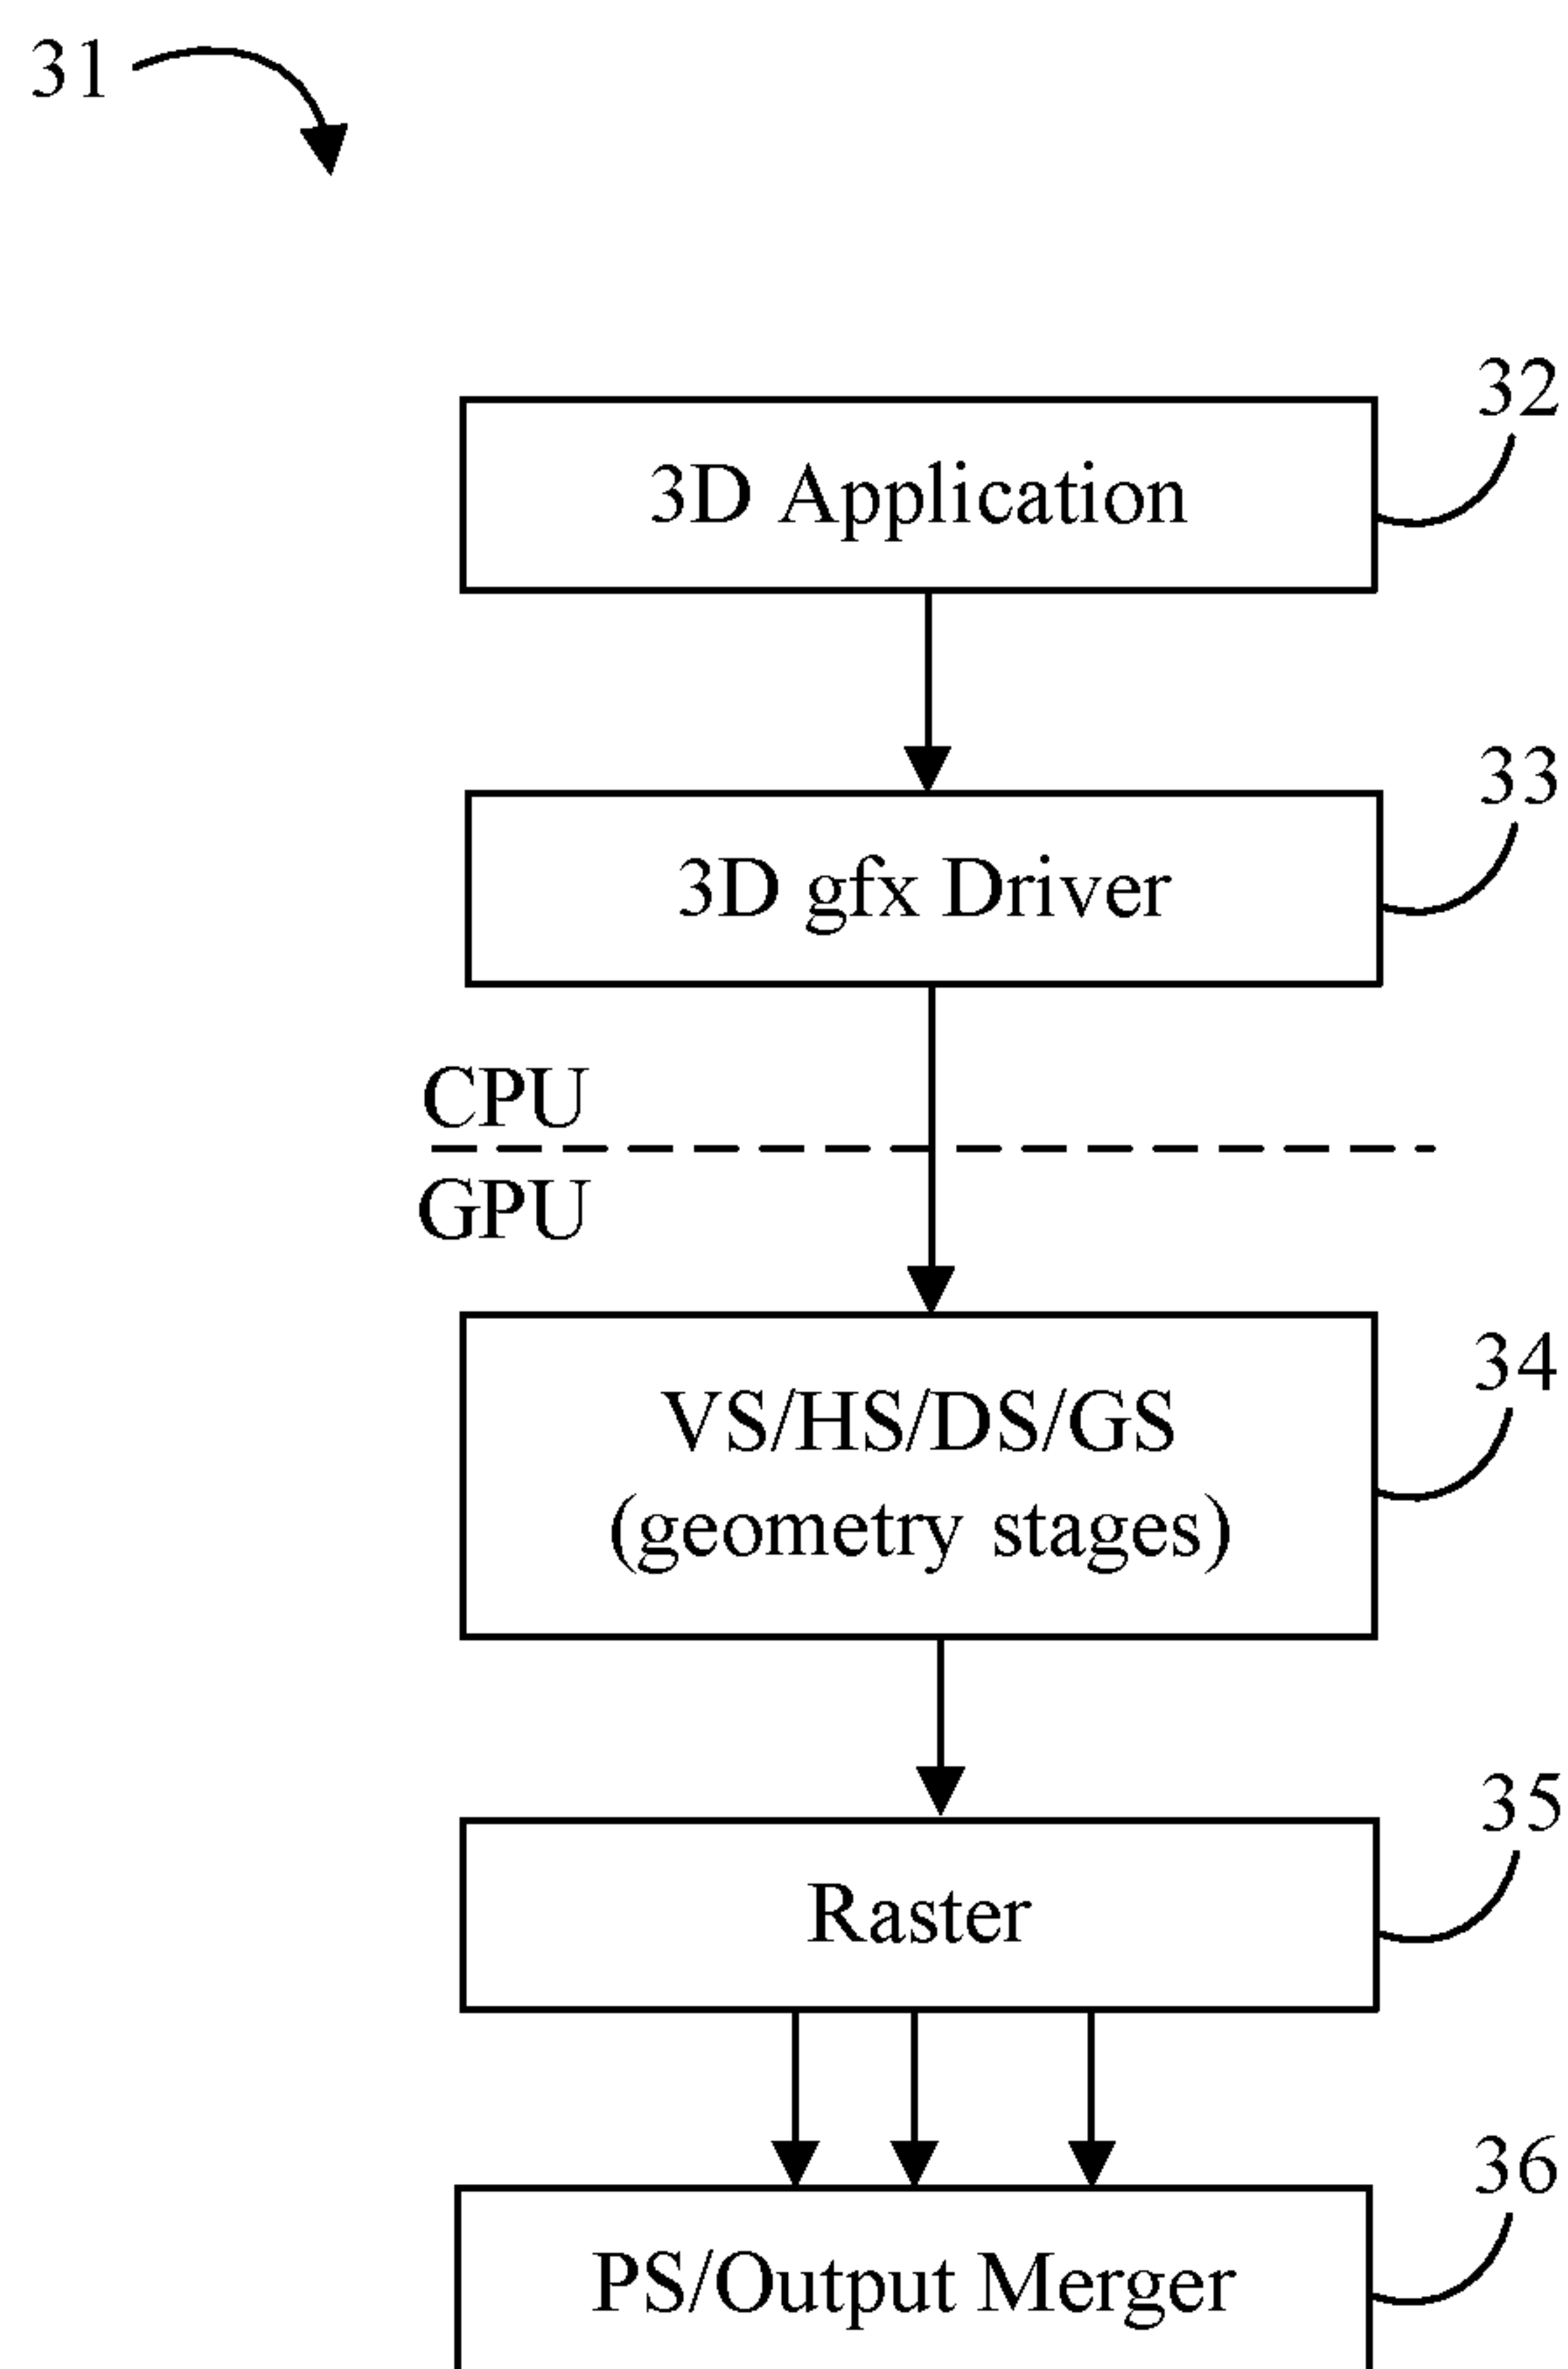 31
32
3D Application
33
3D gfx Driver
CPU
GPU
34
VS/HS/DS/GS
(geometry stages)
35
Raster
36
PS/Output Merger